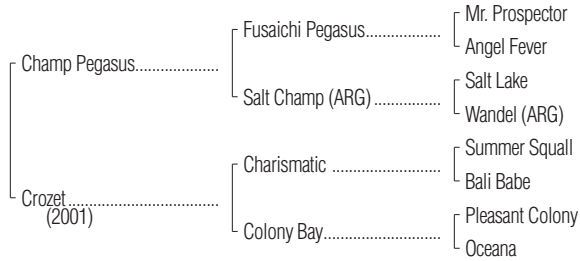 Mr. Prospector
Fusaichi Pegasus..................
Angel Fever
Champ Pegasus....................
Salt Lake
Salt Champ (ARG) ................
Wandel (ARG)
Summer Squall
Charismatic ..........................
Bali Babe
Crozet....................................
(2001)
Pleasant Colony
Colony Bay............................
Oceana